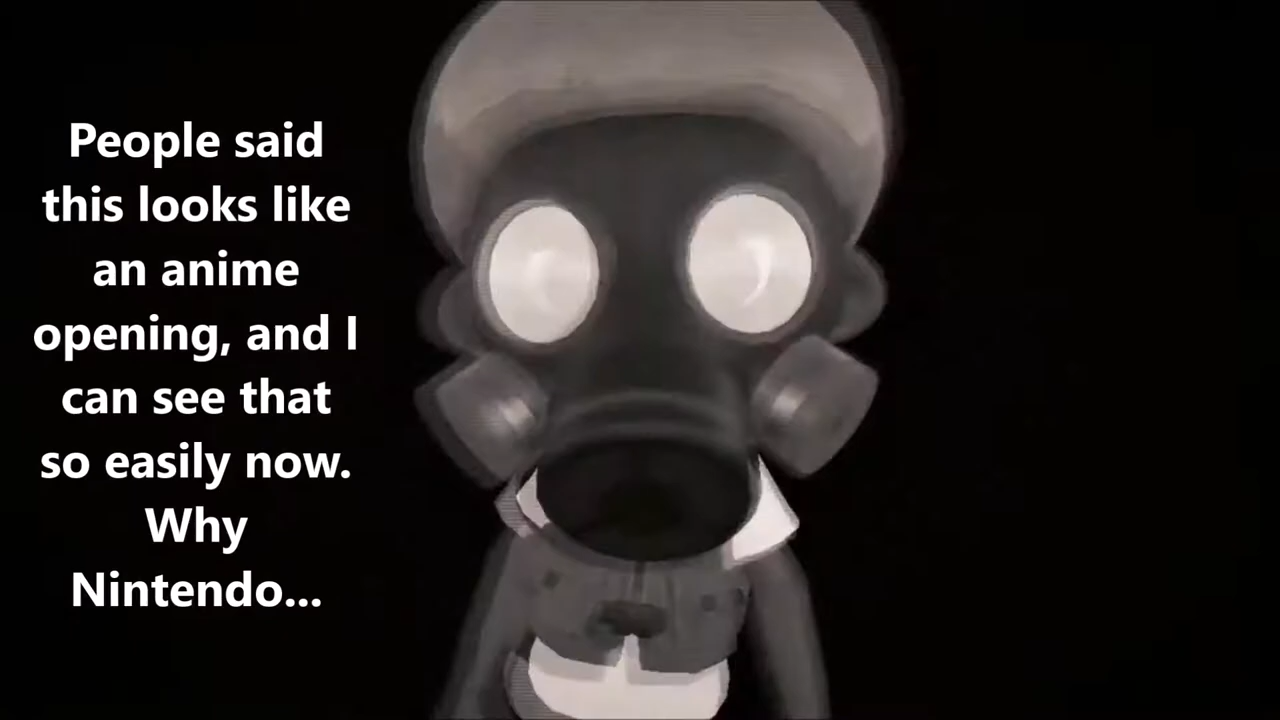 People said
this looks like
an anime
opening, and I
can see that
so easily now.
Why
Nintendo...